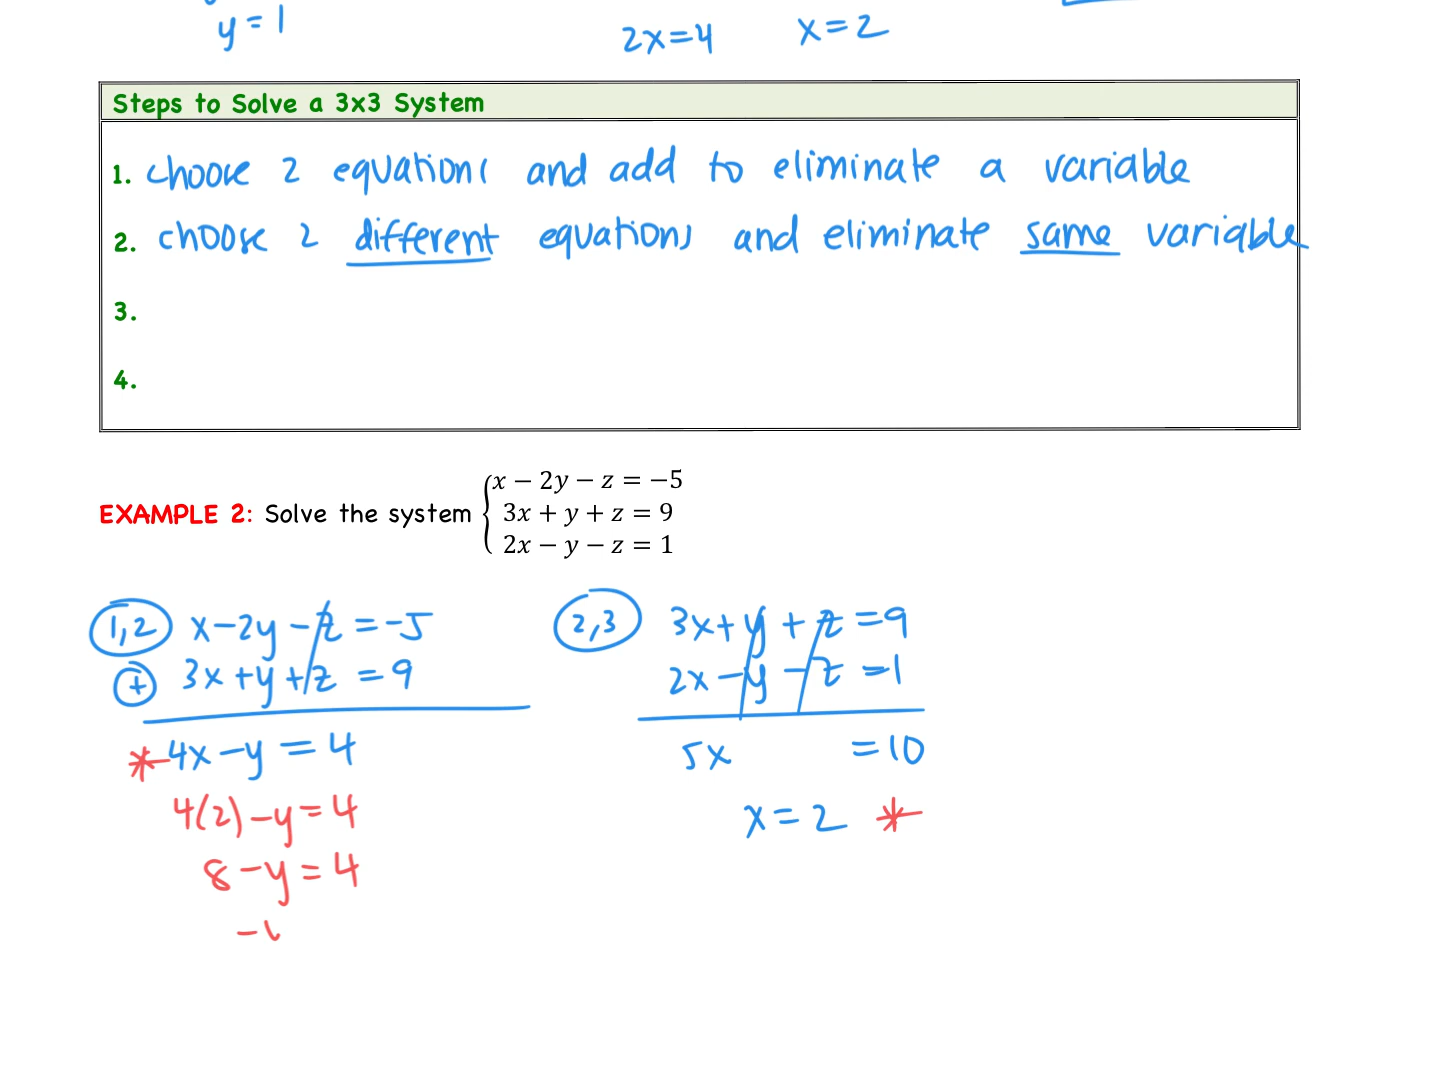 y = 1
2x = 4 x = 2
Steps to Solve a 3x3 System
1. choose 2 equations and add to eliminate a variable
2. choose 2 different equations and eliminate same variable
3.
4.
x − 2y − z = −5
EXAMPLE 2: Solve the system 3x + y + z = 9
2x − y − z = 1
1,2 x − 2y − z = −5
+ 3x + y + z = 9
* 4x − y = 4
4(2) − y = 4
8 − y = 4
2,3 3x + y + z = 9
2x − y − z = 1
5x = 10
x = 2 *